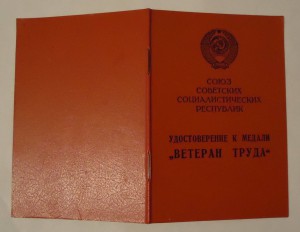 СОЮЗ
СОВЕТСКИХ
СОЦИАЛИСТИЧЕСКИХ
РЕСПУБЛИК
УДОСТОВЕРЕНИЕ К МЕДАЛИ
„ВЕТЕРАН ТРУДА“